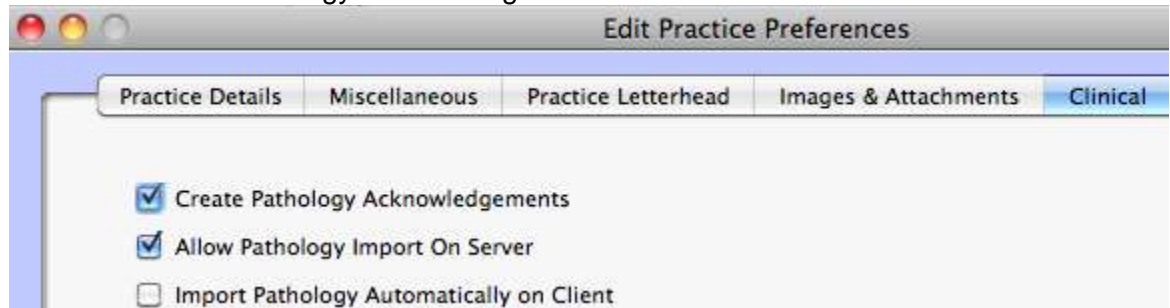 Edit Practice Preferences
Practice Details Miscellaneous Practice Letterhead Images & Attachments Clinical
Create Pathology Acknowledgements
Allow Pathology Import On Server
Import Pathology Automatically on Client